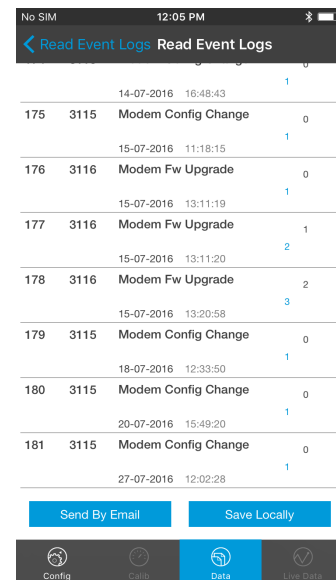 No SIM 12:05 PM
Read Event Logs Read Event Logs
0
1
14-07-2016 16:48:43
175 3115 Modem Config Change 0
1
15-07-2016 11:18:15
176 3116 Modem Fw Upgrade 0
1
15-07-2016 13:11:19
177 3116 Modem Fw Upgrade 1
2
15-07-2016 13:11:20
178 3116 Modem Fw Upgrade 2
3
15-07-2016 13:20:58
179 3115 Modem Config Change 0
1
18-07-2016 12:33:50
180 3115 Modem Config Change 0
1
20-07-2016 15:49:20
181 3115 Modem Config Change 0
1
27-07-2016 12:02:28
Send By Email Save Locally
Config Calib Data Live Data